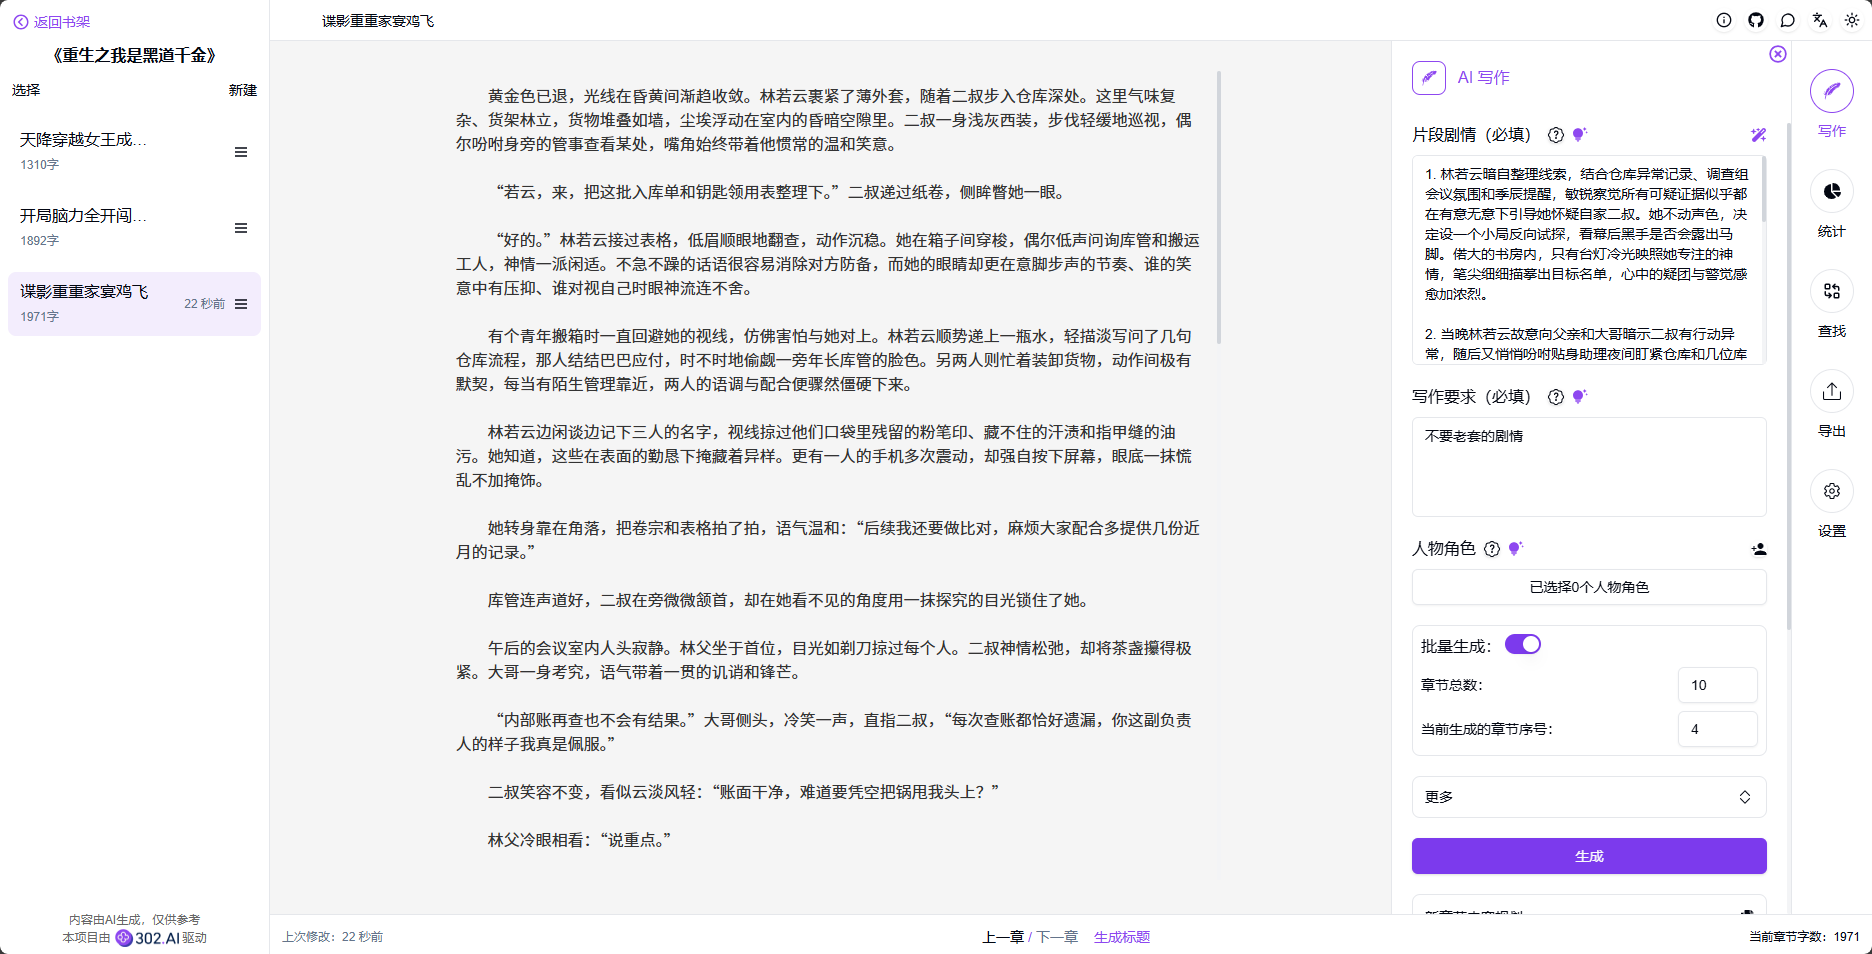 返回书架
《重生之我是黑道千金》
选择
新建
天降穿越女王成...
1310字
开局脑力全开闯...
1892字
谍影重重家宴鸡飞
22 秒前
1971字
内容由AI生成，仅供参考
本项目由 302.AI 驱动
谍影重重家宴鸡飞
黄金色已退，光线在昏黄间渐趋收敛。林若云裹紧了薄外套，随着二叔步入仓库深处。这里气味复
杂、货架林立，货物堆叠如墙，尘埃浮动在室内的昏暗空隙里。二叔一身浅灰西装，步伐轻缓地巡视，偶
尔吩咐身旁的管事查看某处，嘴角始终带着他惯常的温和笑意。
“若云，来，把这批入库单和钥匙领用表整理下。”二叔递过纸卷，侧眸瞥她一眼。
“好的。”林若云接过表格，低眉顺眼地翻查，动作沉稳。她在箱子间穿梭，偶尔低声问询库管和搬运
工人，神情一派闲适。不急不躁的话语很容易消除对方防备，而她的眼睛却更在意脚步声的节奏、谁的笑
意中有压抑、谁对视自己时眼神流连不舍。
有个青年搬箱时一直回避她的视线，仿佛害怕与她对上。林若云顺势递上一瓶水，轻描淡写问了几句
仓库流程，那人结结巴巴应付，时不时地偷觑一旁年长库管的脸色。另两人则忙着装卸货物，动作间极有
默契，每当有陌生管理靠近，两人的语调与配合便骤然僵硬下来。
林若云边闲谈边记下三人的名字，视线掠过他们口袋里残留的粉笔印、藏不住的汗渍和指甲缝的油
污。她知道，这些在表面的勤恳下掩藏着异样。更有一人的手机多次震动，却强自按下屏幕，眼底一抹慌
乱不加掩饰。
她转身靠在角落，把卷宗和表格拍了拍，语气温和：“后续我还要做比对，麻烦大家配合多提供几份近
月的记录。”
库管连声道好，二叔在旁微微颔首，却在她看不见的角度用一抹探究的目光锁住了她。
午后的会议室内人头寂静。林父坐于首位，目光如剃刀掠过每个人。二叔神情松弛，却将茶盏攥得极
紧。大哥一身考究，语气带着一贯的讥诮和锋芒。
“内部账再查也不会有结果。”大哥侧头，冷笑一声，直指二叔，“每次查账都恰好遗漏，你这副负责
人的样子我真是佩服。”
二叔笑容不变，看似云淡风轻：“账面干净，难道要凭空把锅甩我头上？”
林父冷眼相看：“说重点。”
上次修改：22 秒前
上一章 / 下一章 生成标题
当前章节字数：1971
AI 写作
片段剧情（必填）
1. 林若云暗自整理线索，结合仓库异常记录、调查组
会议氛围和季辰提醒，敏锐察觉所有可疑证据似乎都
在有意无意下引导她怀疑自家二叔。她不动声色，决
定设一个小局反向试探，看幕后黑手是否会露出马
脚。偌大的书房内，只有台灯冷光映照她专注的神
情，笔尖细细描摹出目标名单，心中的疑团与警觉感
愈加浓烈。
2. 当晚林若云故意向父亲和大哥暗示二叔有行动异
常，随后又悄悄吩咐贴身助理夜间盯紧仓库和几位库
写作要求（必填）
不要老套的剧情
人物角色
已选择0个人物角色
批量生成：
章节总数：
10
当前生成的章节序号：
4
更多
生成
写作
统计
查找
导出
设置